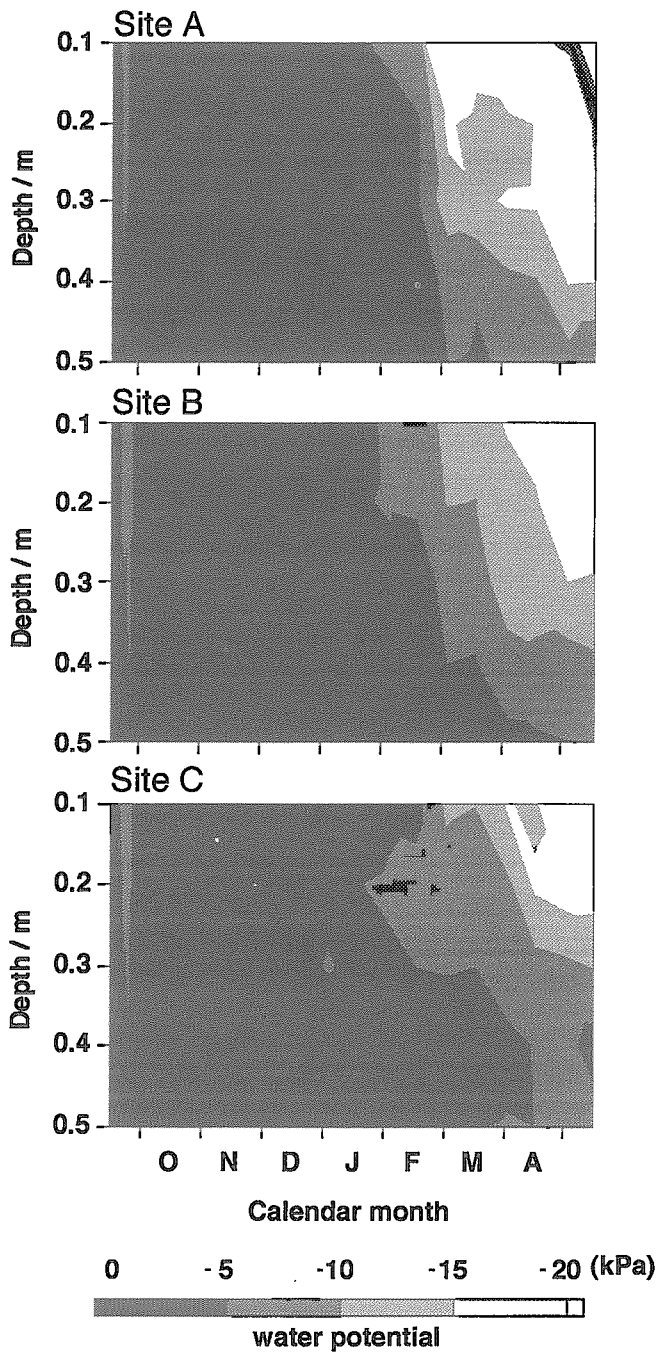 Site A
0.1
0.2
0.3
0.4
0.5
Depth / m
Site B
0.1
0.2
0.3
0.4
0.5
Depth / m
Site C
0.1
0.2
0.3
0.4
0.5
Depth / m
O N D J F M A
Calendar month
0 -5 -10 -15 -20 (kPa)
water potential